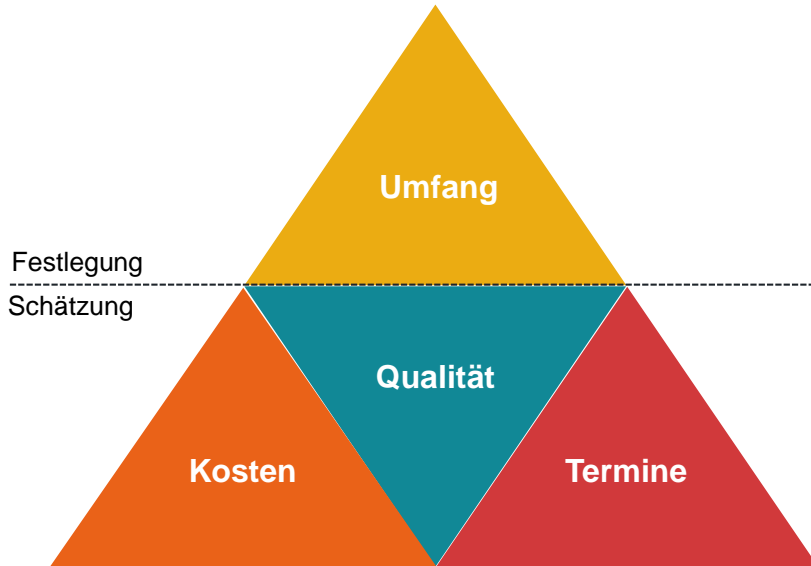 Umfang
Festlegung
Schätzung
Qualität
Kosten
Termine